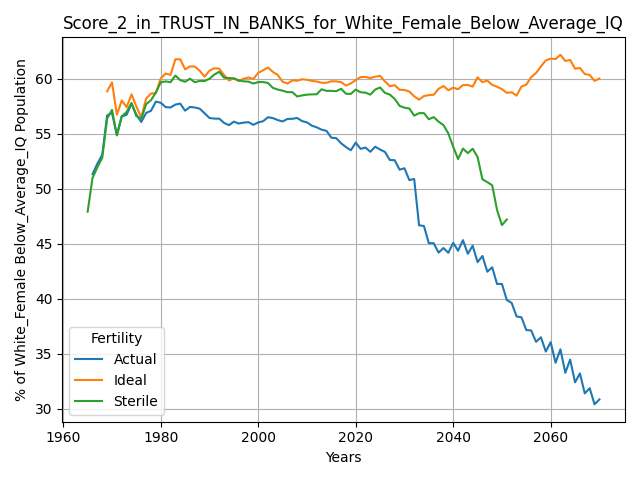 Score_2_in_TRUST_IN_BANKS_for_White_Female_Below_Average_IQ
% of White_Female Below_Average_IQ Population
60
55
50
45
40
35
30
Fertility
Actual
Ideal
Sterile
1960 1980 2000 2020 2040 2060
Years